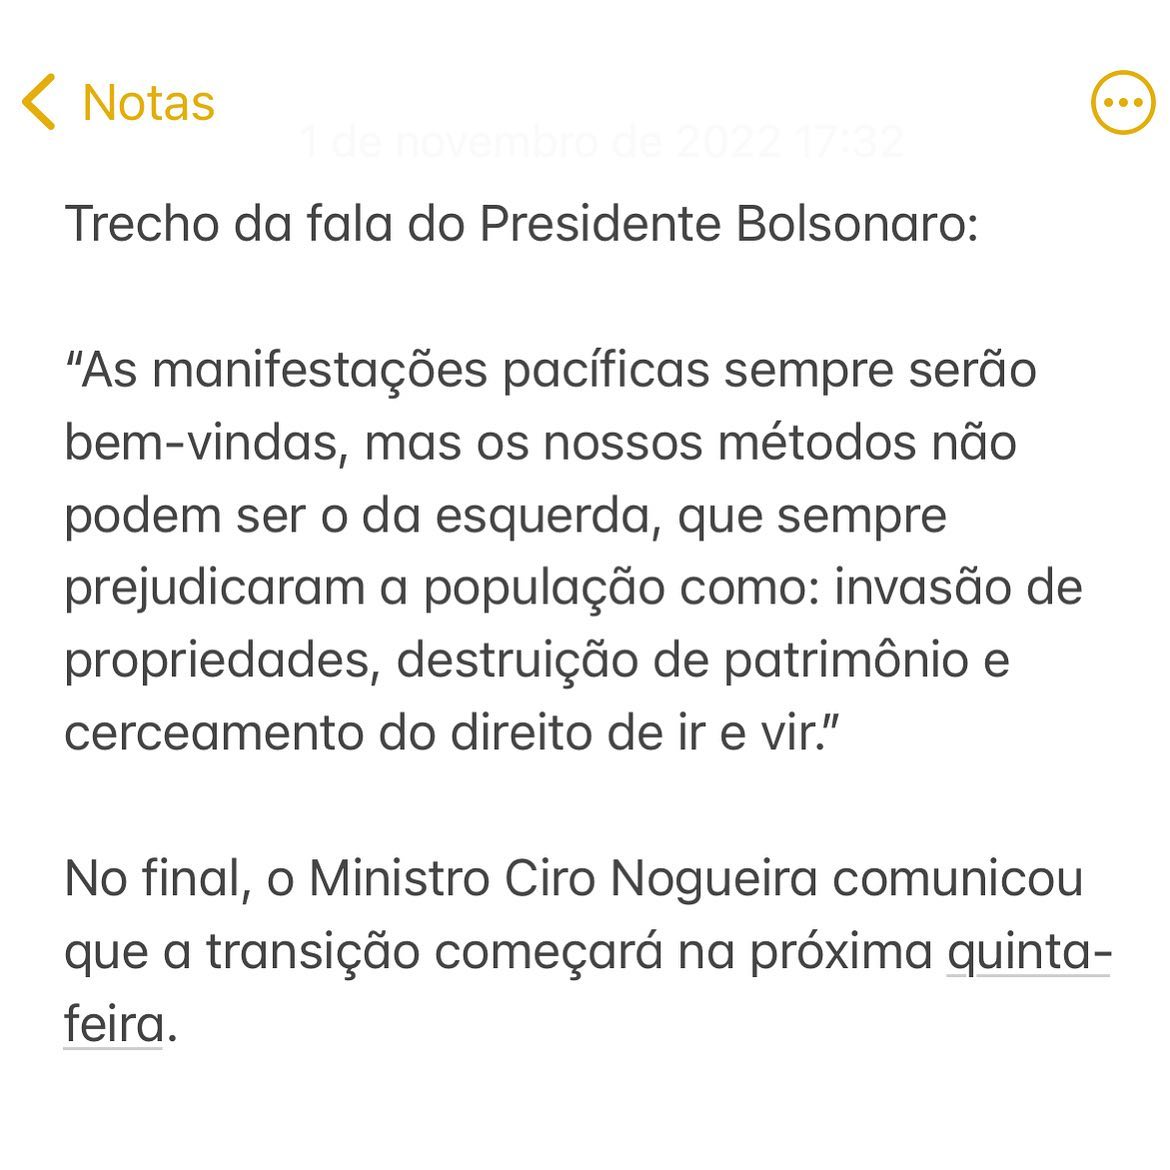 Notas
1 de novembro de 2022 17:32
Trecho da fala do Presidente Bolsonaro:
“As manifestações pacíficas sempre serão
bem-vindas, mas os nossos métodos não
podem ser o da esquerda, que sempre
prejudicaram a população como: invasão de
propriedades, destruição de patrimônio e
cerceamento do direito de ir e vir.”
No final, o Ministro Ciro Nogueira comunicou
que a transição começará na próxima quinta-
feira.